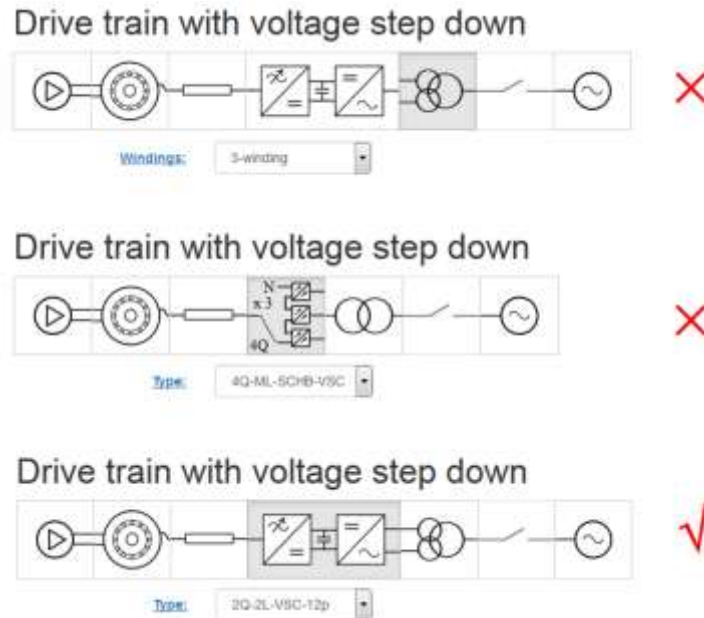 Drive train with voltage step down
Windings: 3-winding
Drive train with voltage step down
N
x 3
4Q
Type: 4Q-ML-SCHB-VSC
Drive train with voltage step down
Type: 2Q-2L-VSC-12p